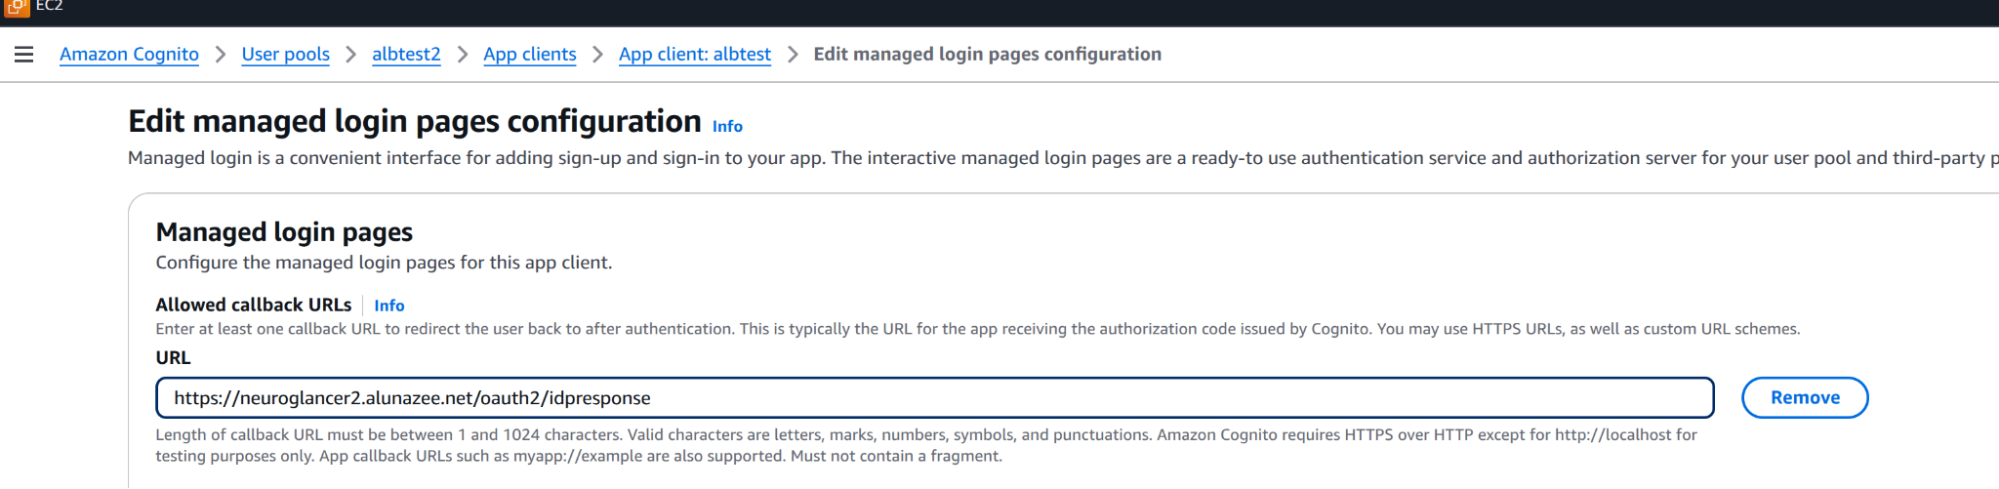 EC2
Amazon Cognito > User pools > albtest2 > App clients > App client: albtest > Edit managed login pages configuration
Edit managed login pages configuration Info
Managed login is a convenient interface for adding sign-up and sign-in to your app. The interactive managed login pages are a ready-to use authentication service and authorization server for your user pool and third-party
Managed login pages
Configure the managed login pages for this app client.
Allowed callback URLs Info
Enter at least one callback URL to redirect the user back to after authentication. This is typically the URL for the app receiving the authorization code issued by Cognito. You may use HTTPS URLs, as well as custom URL schemes.
URL
https://neuroglancer2.alunazee.net/oauth2/idpresponse
Remove
Length of callback URL must be between 1 and 1024 characters. Valid characters are letters, marks, numbers, symbols, and punctuations. Amazon Cognito requires HTTPS over HTTP except for http://localhost for
testing purposes only. App callback URLs such as myapp://example are also supported. Must not contain a fragment.